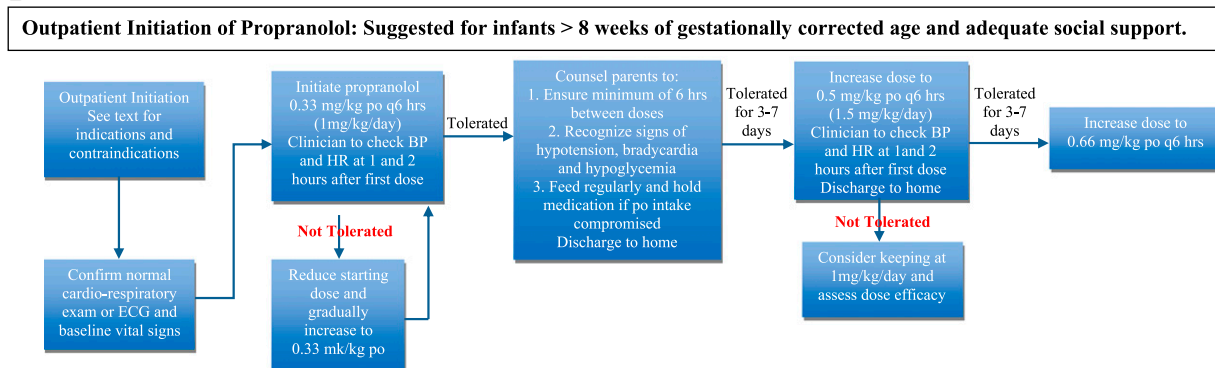 Outpatient Initiation of Propranolol: Suggested for infants > 8 weeks of gestationally corrected age and adequate social support.
Outpatient Initiation
See text for
indications and
contraindications
Confirm normal
cardio-respiratory
exam or ECG and
baseline vital signs
Initiate propranolol
0.33 mg/kg po q6 hrs
(1mg/kg/day)
Clinician to check BP
and HR at 1 and 2
hours after first dose
Not Tolerated
Reduce starting
dose and
gradually
increase to
0.33 mk/kg po
Tolerated
Counsel parents to:
1. Ensure minimum of 6 hrs
between doses
2. Recognize signs of
hypotension, bradycardia
and hypoglycemia
3. Feed regularly and hold
medication if po intake
compromised
Discharge to home
Tolerated
for 3-7
days
Increase dose to
0.5 mg/kg po q6 hrs
(1.5 mg/kg/day)
Clinician to check BP
and HR at 1and 2
hours after first dose
Discharge to home
Not Tolerated
Consider keeping at
1mg/kg/day and
assess dose efficacy
Tolerated
for 3-7
days
Increase dose to
0.66 mg/kg po q6 hrs